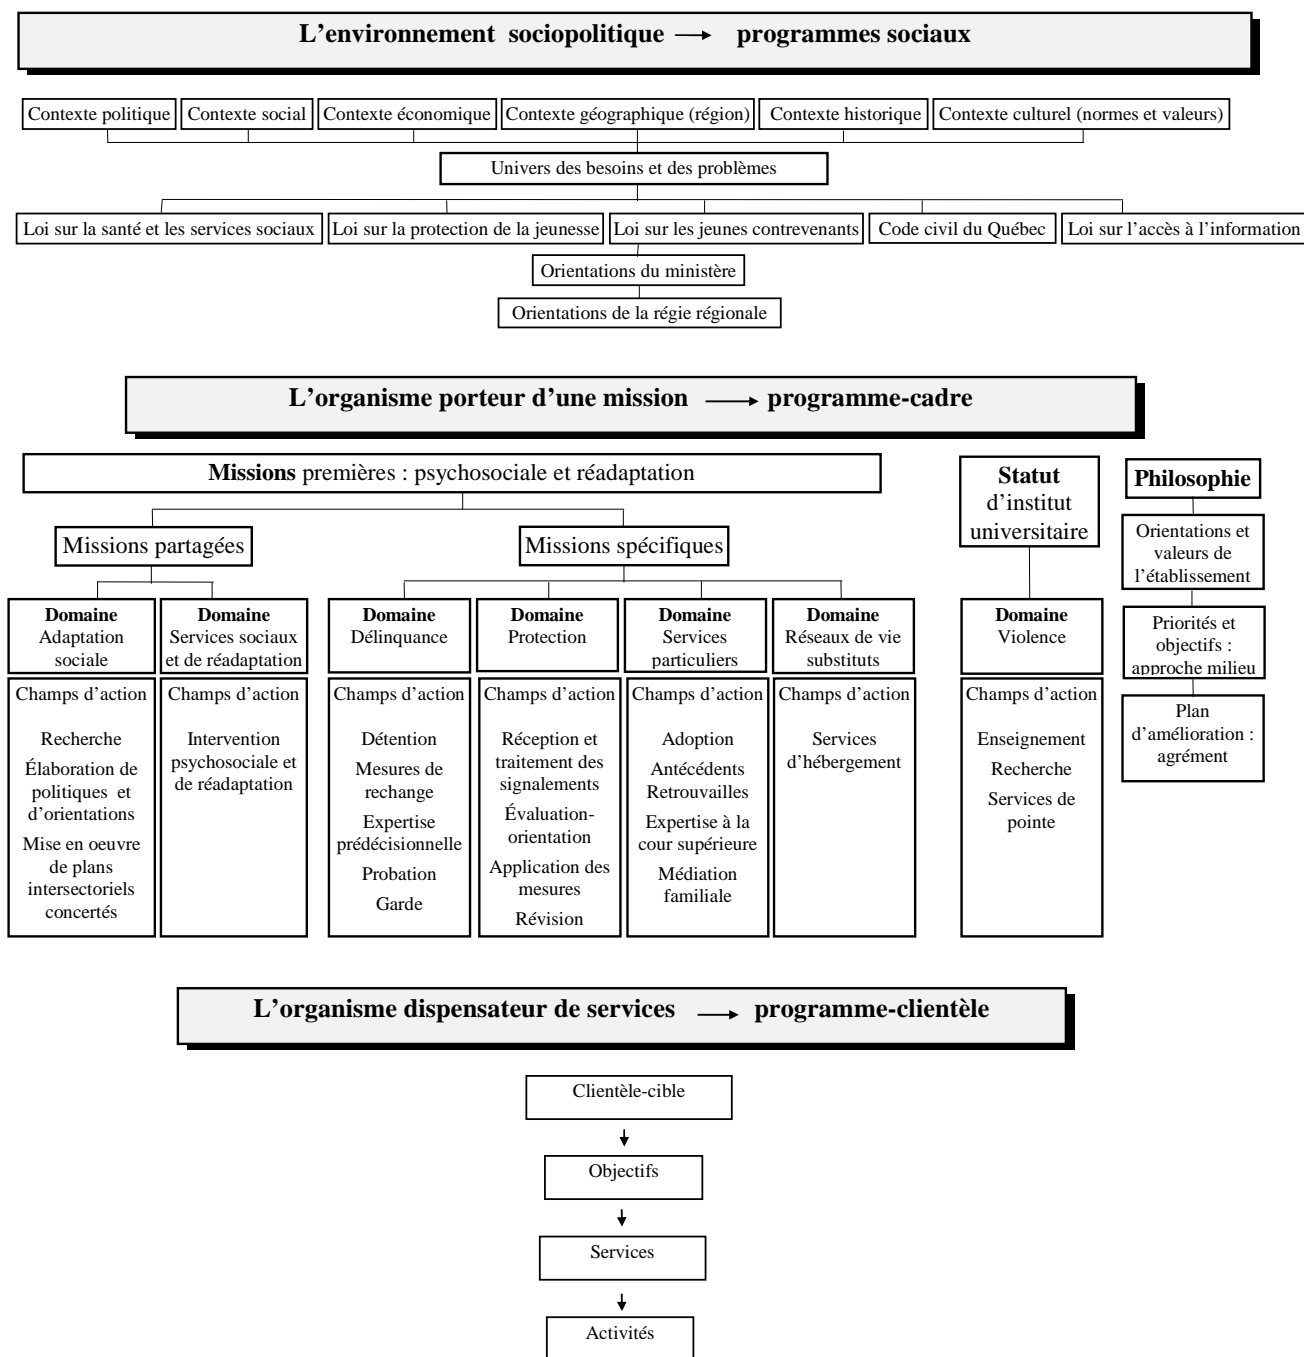 L'environnement sociopolitique → programmes sociaux
Contexte politique
Contexte social
Contexte économique
Contexte géographique (région)
Contexte historique
Contexte culturel (normes et valeurs)
Univers des besoins et des problèmes
Loi sur la santé et les services sociaux
Loi sur la protection de la jeunesse
Loi sur les jeunes contrevenants
Code civil du Québec
Loi sur l'accès à l'information
Orientations du ministère
Orientations de la régie régionale
L'organisme porteur d'une mission → programme-cadre
Missions premières : psychosociale et réadaptation
Missions partagées
Missions spécifiques
Domaine
Adaptation
sociale
Domaine
Services sociaux
et de réadaptation
Domaine
Délinquance
Domaine
Protection
Domaine
Services
particuliers
Domaine
Réseaux de vie
substituts
Champs d'action
Recherche
Élaboration de
politiques et
d'orientations
Mise en oeuvre
de plans
intersectoriels
concertés
Champs d'action
Intervention
psychosociale et
de réadaptation
Champs d'action
Détention
Mesures de
rechange
Expertise
prédécisionnelle
Probation
Garde
Champs d'action
Réception et
traitement des
signalements
Évaluation-
orientation
Application des
mesures
Révision
Champs d'action
Adoption
Antécédents
Retrouvailles
Expertise à la
cour supérieure
Médiation
familiale
Champs d'action
Services
d'hébergement
Statut
d'institut
universitaire
Domaine
Violence
Champs d'action
Enseignement
Recherche
Services de
pointe
Philosophie
Orientations et
valeurs de
l'établissement
Priorités et
objectifs :
approche milieu
Plan
d'amélioration :
agrément
L'organisme dispensateur de services → programme-clientèle
Clientèle-cible
Objectifs
Services
Activités